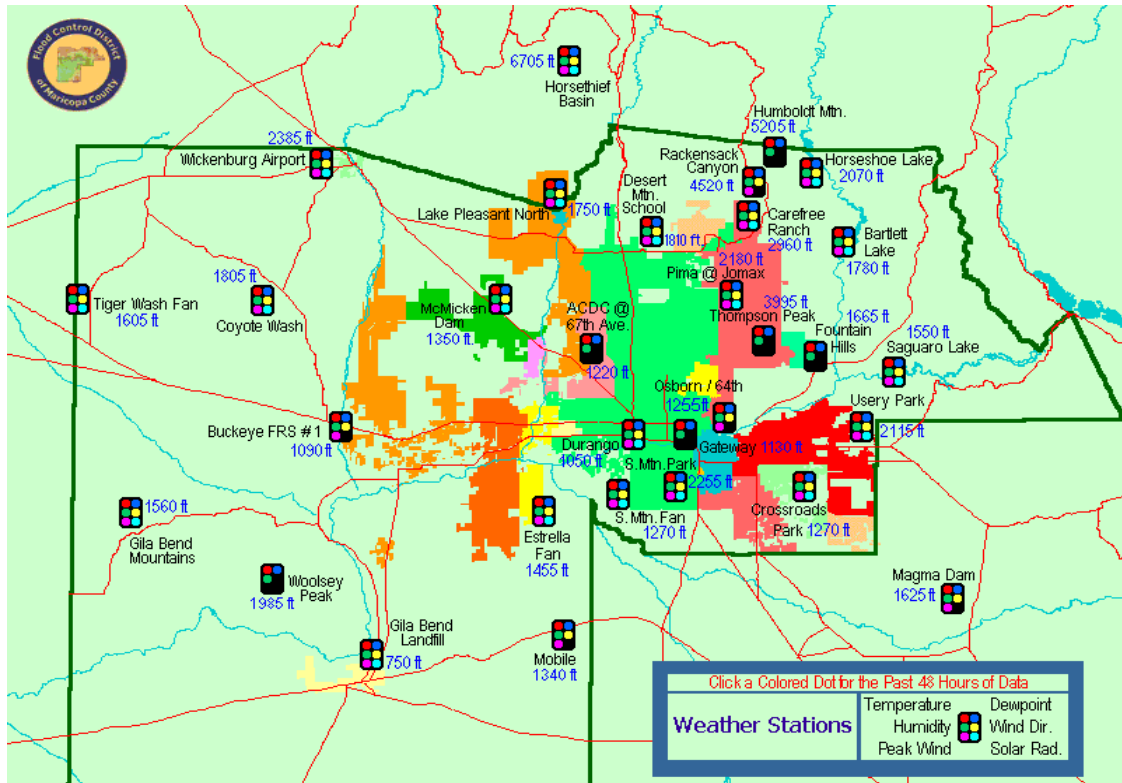 Flood Control District
of Maricopa County
6705 ft
Horsethief
Basin
Humboldt Mtn.
5205 ft
2385 ft
Wickenburg Airport
Rackensack
Canyon
4520 ft
Horseshoe Lake
2070 ft
Desert
Mtn.
School
1810 ft.
Lake Pleasant North
1750 ft
Carefree
Ranch
2960 ft
Bartlett
Lake
1780 ft
2180 ft
Pima @ Jomax
1805 ft
Coyote Wash
Tiger Wash Fan
1605 ft
McMicken
Dam
1350 ft.
ACDC @
67th Ave.
1220 ft
3995 ft
Thompson Peak
1665 ft
Fountain
Hills
1550 ft
Saguaro Lake
Osborn / 64th
1255 ft
Usery Park
2115 ft
Buckeye FRS #1
1090 ft
Durango
1050 ft
Gateway 1130 ft
S.Mtn.Park
2255 ft
S.Mtn. Fan
1270 ft
Crossroads
Park 1270 ft
1560 ft
Gila Bend
Mountains
Estrella
Fan
1455 ft
Woolsey
Peak
1985 ft
Magma Dam
1625 ft
Gila Bend
Landfill
750 ft
Mobile
1340 ft
Click a Colored Dot for the Past 48 Hours of Data
Weather Stations
Temperature Dewpoint
Humidity Wind Dir.
Peak Wind Solar Rad.